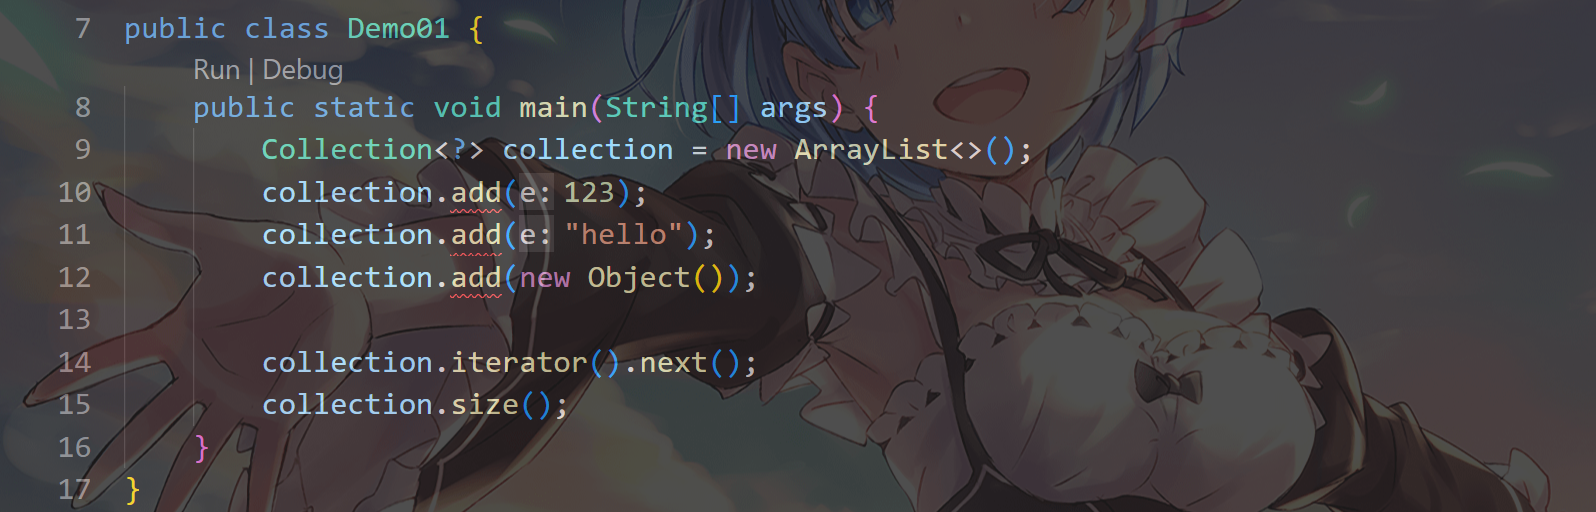 7 public class Demo01 {
Run | Debug
8 public static void main(String[] args) {
9 Collection<?> collection = new ArrayList<>();
10 collection.add(e: 123);
11 collection.add(e: "hello");
12 collection.add(new Object());
13
14 collection.iterator().next();
15 collection.size();
16 }
17 }